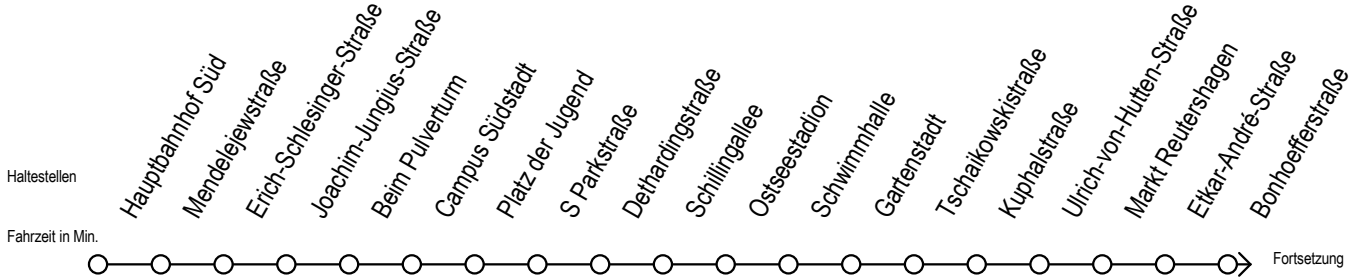 Haltestellen
Hauptbahnhof Süd
Mendelejewstraße
Erich-Schlesinger-Straße
Joachim-Jungius-Straße
Beim Pulverturm
Campus Südstadt
Platz der Jugend
S Parkstraße
Dethardingstraße
Schillingallee
Ostseestadion
Schwimmhalle
Gartenstadt
Tschaikowskistraße
Kuphalstraße
Ulrich-von-Hutten-Straße
Markt Reutershagen
Etkar-André-Straße
Bonhoefferstraße
Fahrzeit in Min.
Fortsetzung